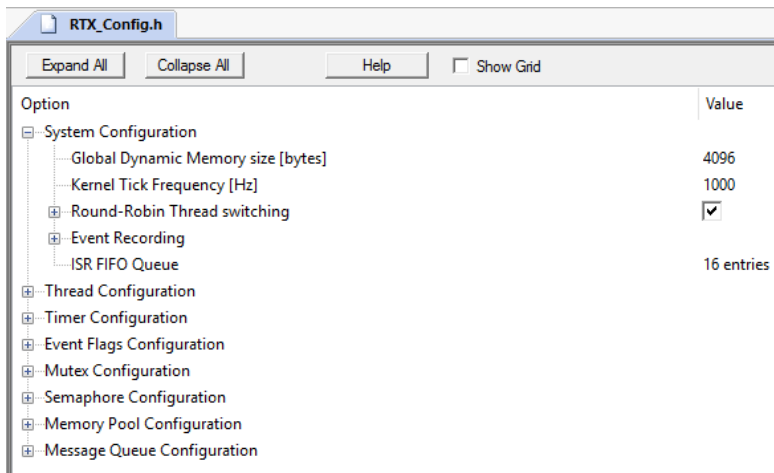 RTX_Config.h
Expand All Collapse All Help Show Grid
Option Value
System Configuration
Global Dynamic Memory size [bytes] 4096
Kernel Tick Frequency [Hz] 1000
Round-Robin Thread switching
Event Recording
ISR FIFO Queue 16 entries
Thread Configuration
Timer Configuration
Event Flags Configuration
Mutex Configuration
Semaphore Configuration
Memory Pool Configuration
Message Queue Configuration